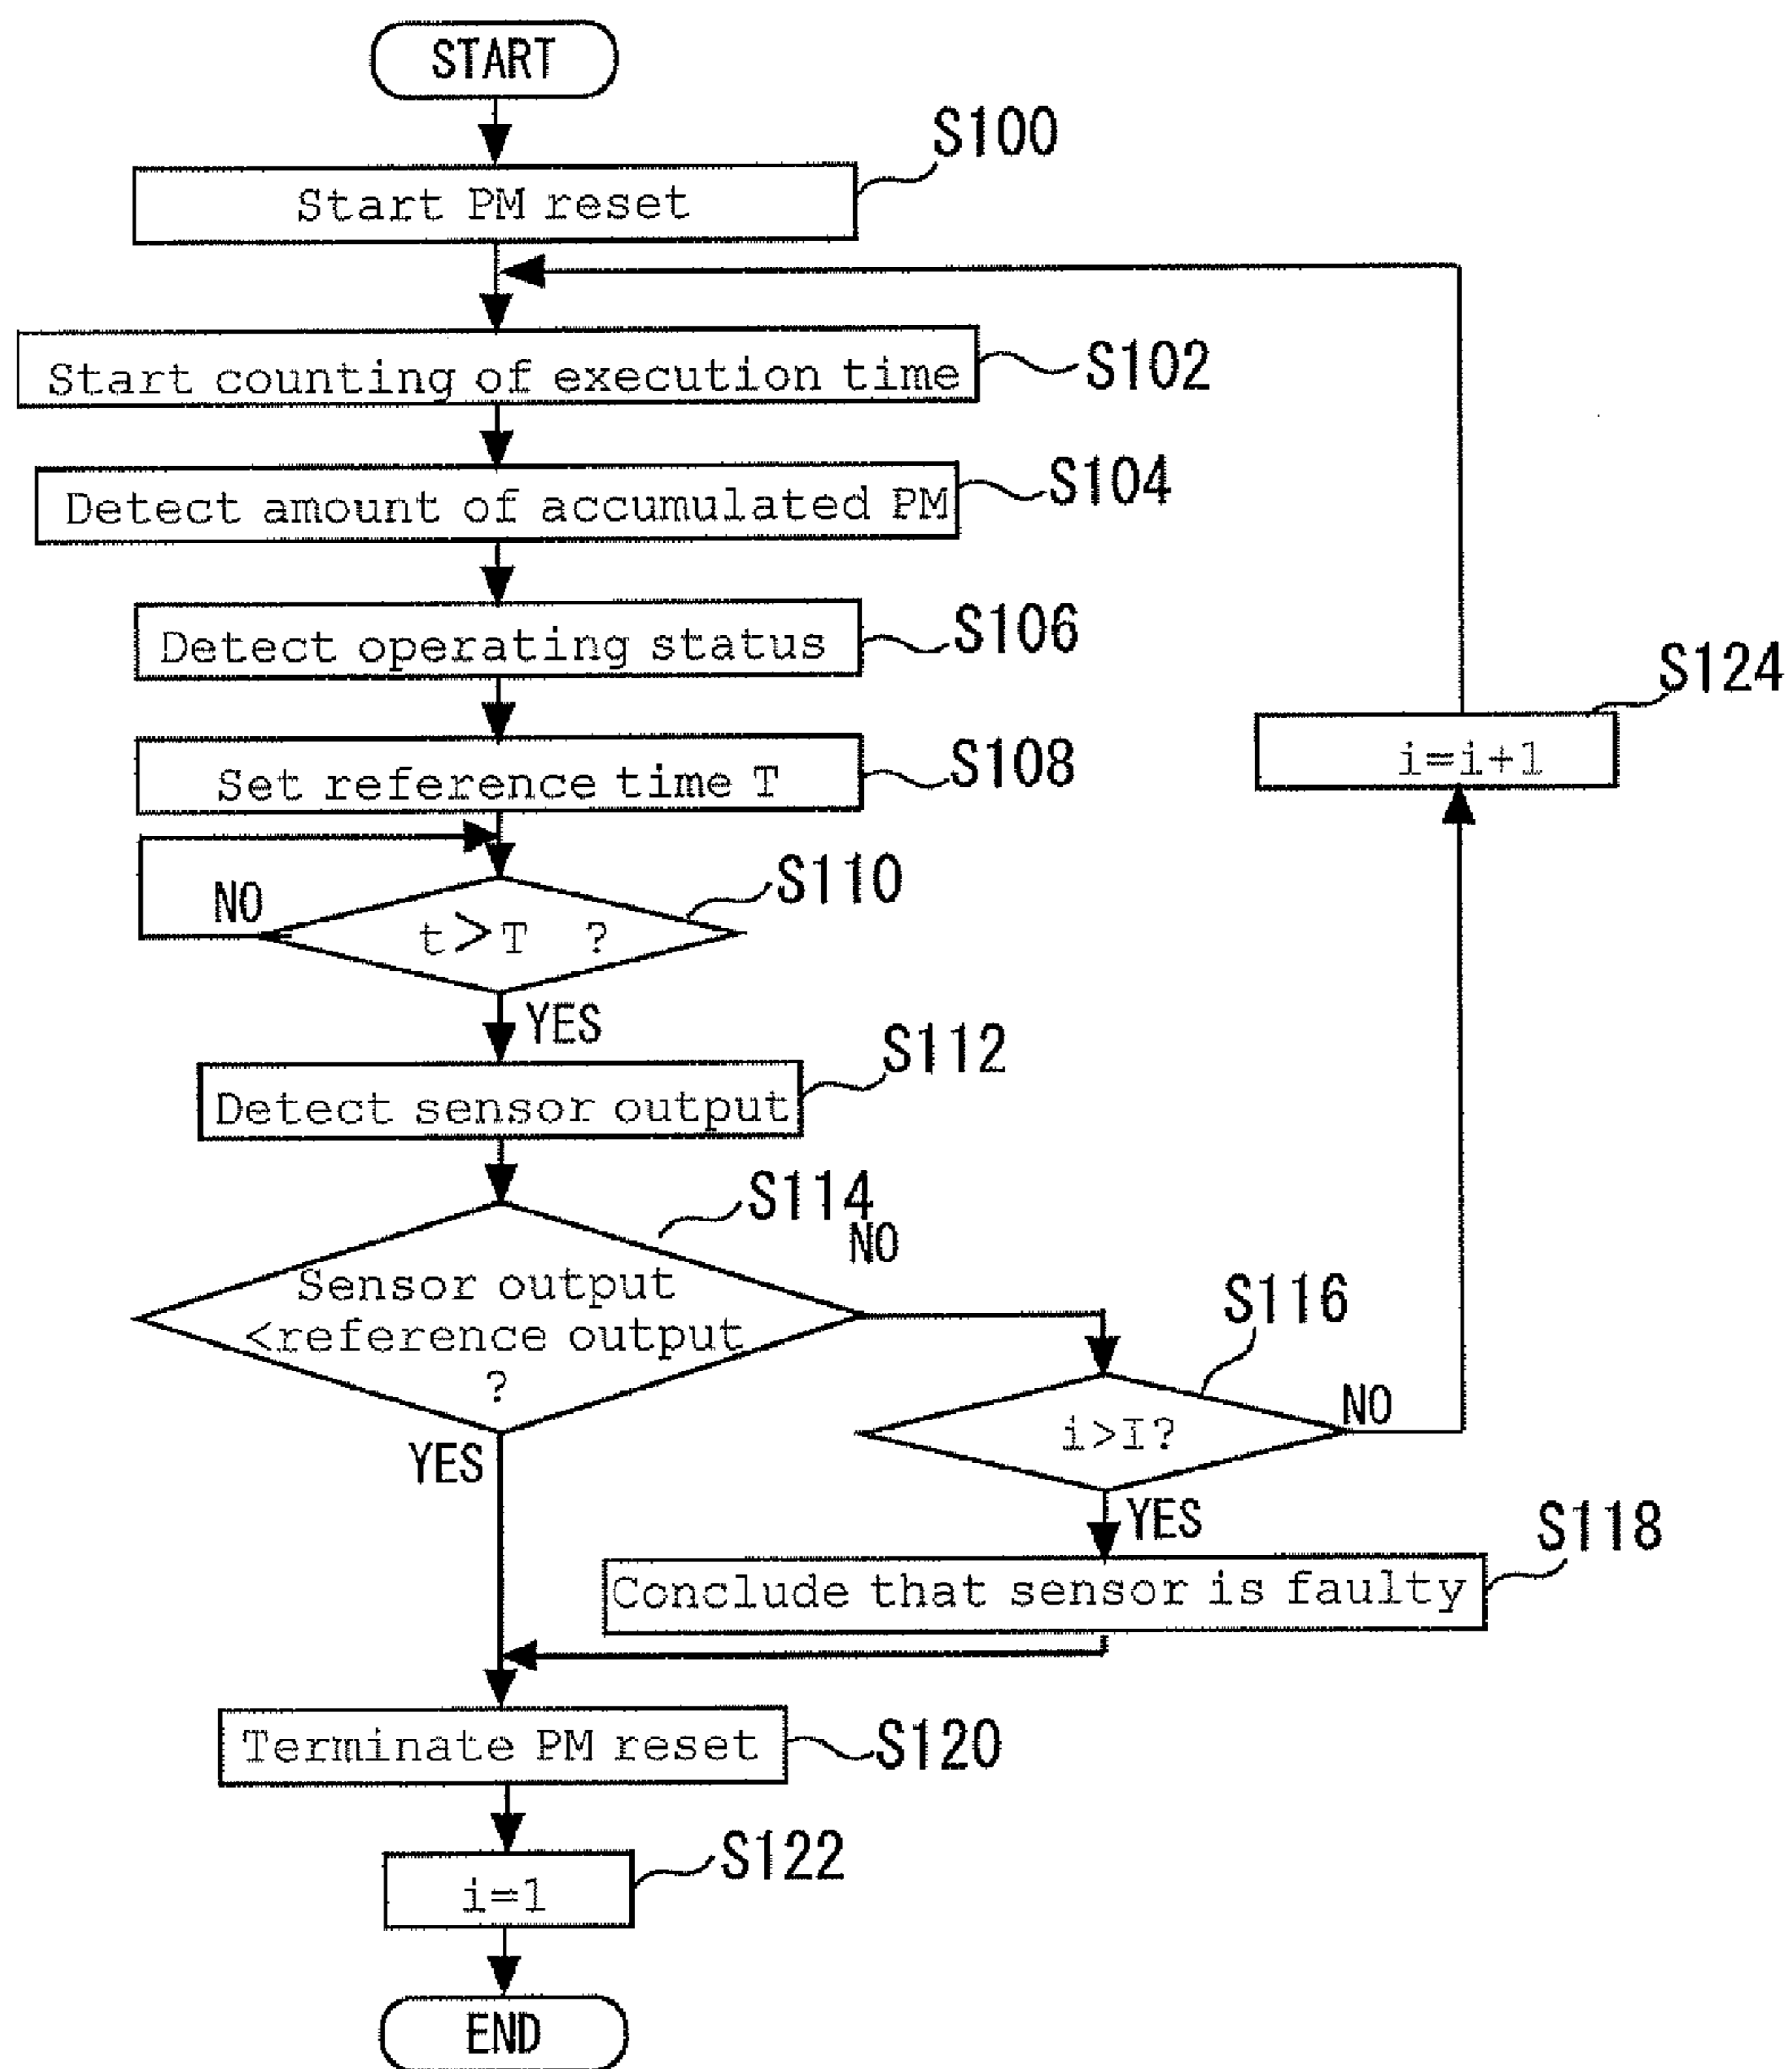 START
S100
Start PM reset
Start counting of execution time
S102
Detect amount of accumulated PM
S104
Detect operating status
S106
S124
i=i+1
Set reference time T
S108
S110
NO
t>T ?
YES
S112
Detect sensor output
S114
NO
Sensor output
<reference output
?
S116
i>I?
NO
YES
YES
S118
Conclude that sensor is faulty
Terminate PM reset
S120
i=1
S122
END